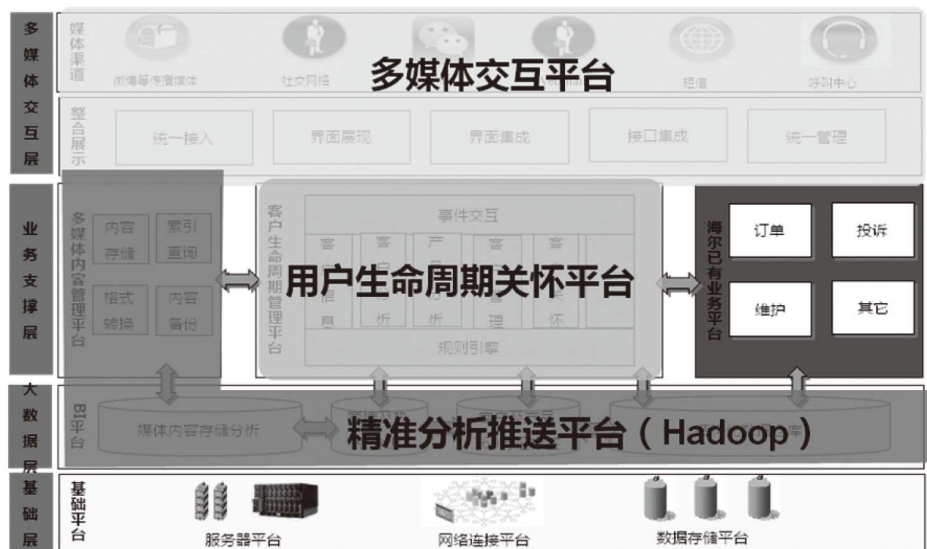 多媒体交互层
媒体渠道
微博等传播媒体
社交网络
短信
呼叫中心
多媒体交互平台
整合展示
统一接入
界面展现
界面集成
接口集成
统一管理
业务支撑层
多媒体内容管理平台
内容存储
索引查询
格式转换
内容备份
客户生命周期管理平台
事件交互
用户生命周期关怀平台
规则引擎
海尔已有业务平台
订单
投诉
维护
其它
大数据层
BI平台
媒体内容存储分析
精准分析推送平台（Hadoop）
基础层
基础平台
服务器平台
网络连接平台
数据存储平台